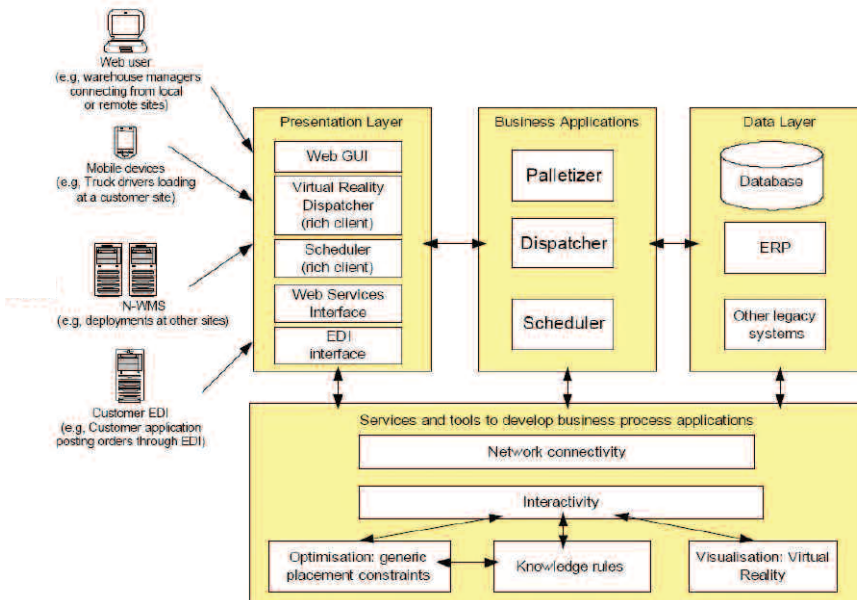 Web user
(e.g, warehouse managers
connecting from local
or remote sites)
Mobile devices
(e.g, Truck drivers loading
at a customer site)
N-WMS
(e.g, deployments at other sites)
Customer EDI
(e.g, Customer application
posting orders through EDI)
Presentation Layer
Web GUI
Virtual Reality
Dispatcher
(rich client)
Scheduler
(rich client)
Web Services
Interface
EDI
interface
Business Applications
Palletizer
Dispatcher
Scheduler
Data Layer
Database
ERP
Other legacy
systems
Services and tools to develop business process applications
Network connectivity
Interactivity
Optimisation: generic
placement constraints
Knowledge rules
Visualisation: Virtual
Reality